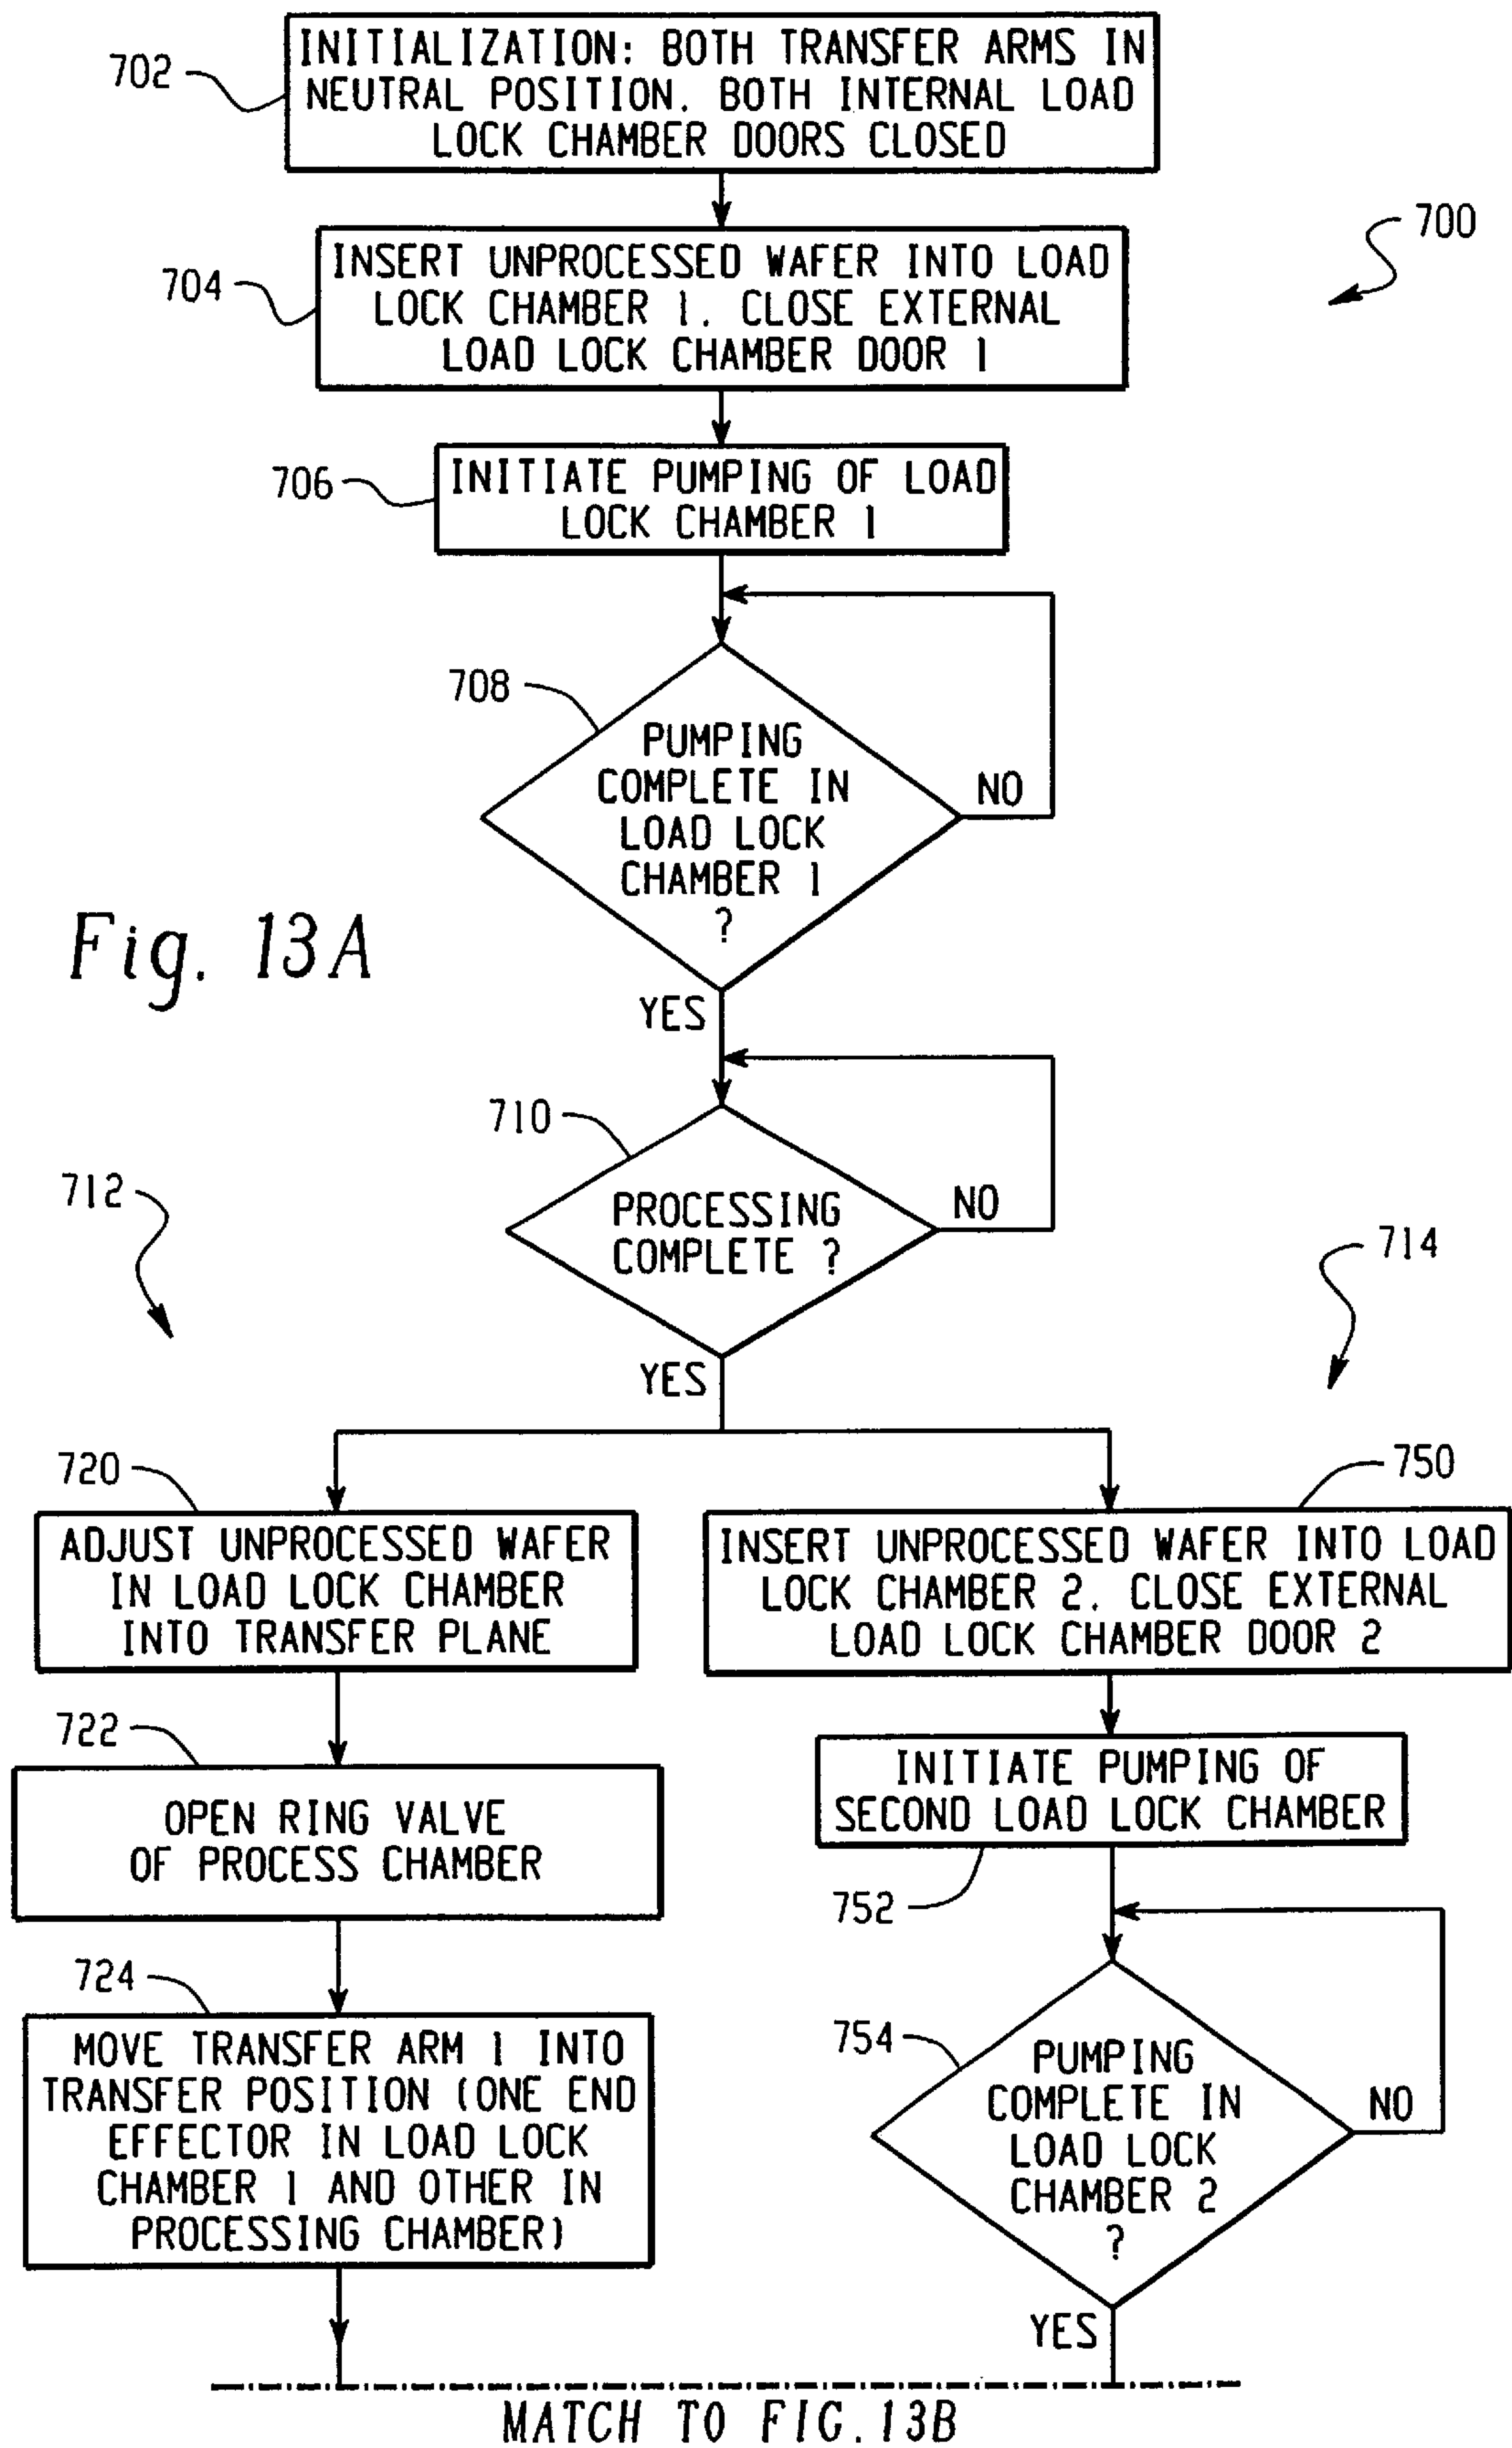 702
INITIALIZATION: BOTH TRANSFER ARMS IN
NEUTRAL POSITION. BOTH INTERNAL LOAD
LOCK CHAMBER DOORS CLOSED
700
704
INSERT UNPROCESSED WAFER INTO LOAD
LOCK CHAMBER 1. CLOSE EXTERNAL
LOAD LOCK CHAMBER DOOR 1
706
INITIATE PUMPING OF LOAD
LOCK CHAMBER 1
708
PUMPING
COMPLETE IN
LOAD LOCK
CHAMBER 1
?
NO
YES
Fig. 13A
710
PROCESSING
COMPLETE ?
NO
YES
712
714
720
ADJUST UNPROCESSED WAFER
IN LOAD LOCK CHAMBER
INTO TRANSFER PLANE
722
OPEN RING VALVE
OF PROCESS CHAMBER
724
MOVE TRANSFER ARM 1 INTO
TRANSFER POSITION (ONE END
EFFECTOR IN LOAD LOCK
CHAMBER 1 AND OTHER IN
PROCESSING CHAMBER)
750
INSERT UNPROCESSED WAFER INTO LOAD
LOCK CHAMBER 2. CLOSE EXTERNAL
LOAD LOCK CHAMBER DOOR 2
INITIATE PUMPING OF
SECOND LOAD LOCK CHAMBER
752
754
PUMPING
COMPLETE IN
LOAD LOCK
CHAMBER 2
?
NO
YES
MATCH TO FIG.13B